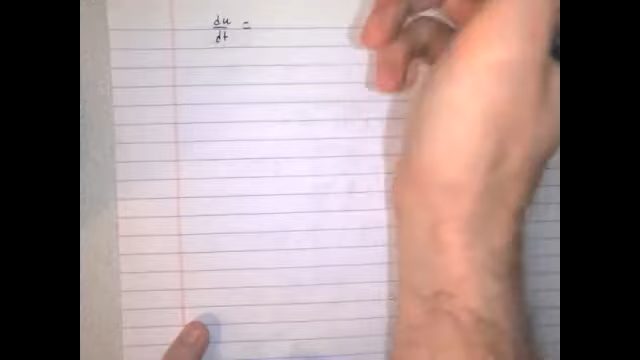 du/dt =